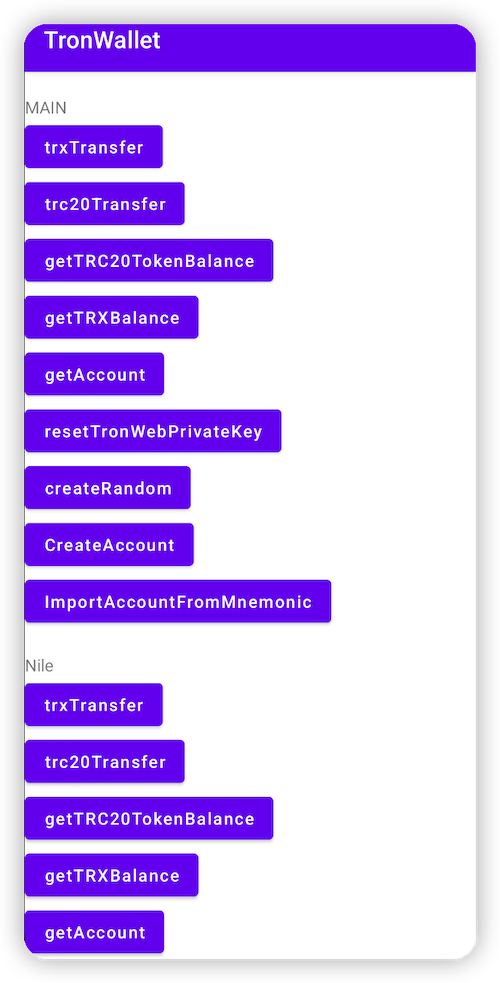 TronWallet
MAIN
trxTransfer
trc20Transfer
getTRC20TokenBalance
getTRXBalance
getAccount
resetTronWebPrivateKey
createRandom
CreateAccount
ImportAccountFromMnemonic
Nile
trxTransfer
trc20Transfer
getTRC20TokenBalance
getTRXBalance
getAccount